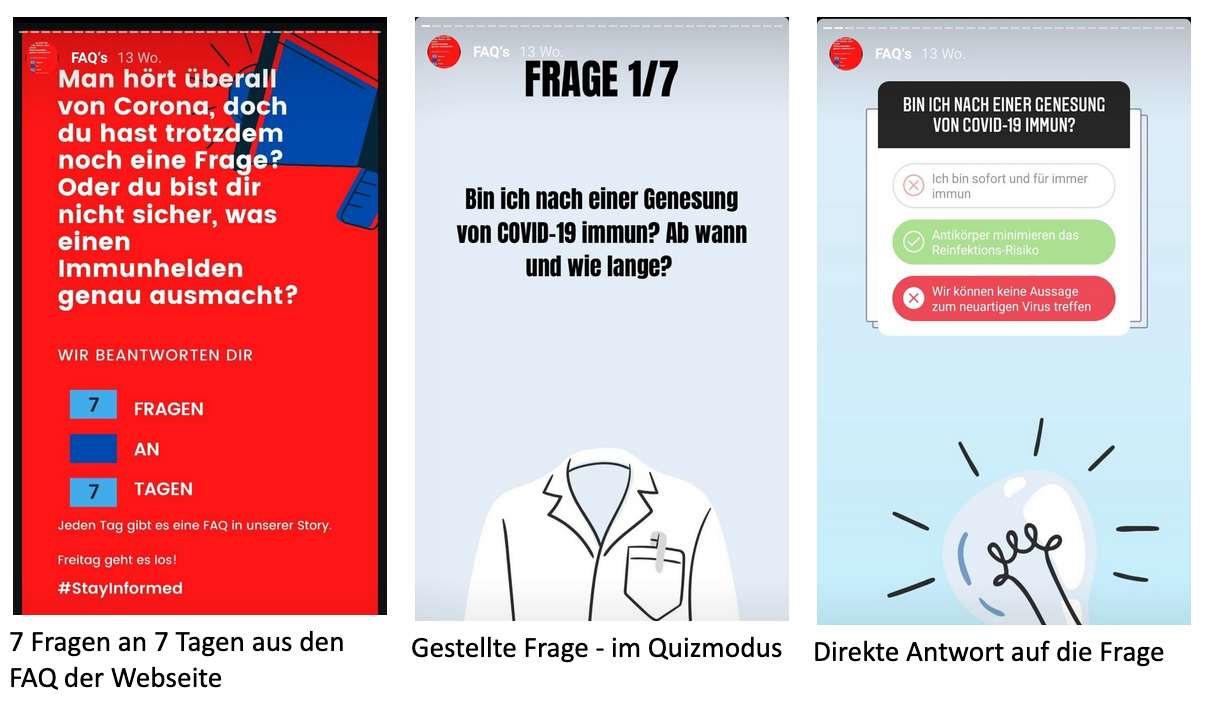 FAQ's 13 Wo.
Man hört überall
von Corona, doch
du hast trotzdem
noch eine Frage?
Oder du bist dir
nicht sicher, was
einen
Immunhelden
genau ausmacht?
WIR BEANTWORTEN DIR
7 FRAGEN
AN
7 TAGEN
Jeden Tag gibt es eine FAQ in unserer Story.
Freitag geht es los!
#StayInformed
7 Fragen an 7 Tagen aus den
FAQ der Webseite
FAQ's 13 Wo.
FRAGE 1/7
Bin ich nach einer Genesung
von COVID-19 immun? Ab wann
und wie lange?
Gestellte Frage - im Quizmodus
FAQ's 13 Wo.
BIN ICH NACH EINER GENESUNG
VON COVID-19 IMMUN?
Ich bin sofort und für immer
immun
Antikörper minimieren das
Reinfektions-Risiko
Wir können keine Aussage
zum neuartigen Virus treffen
Direkte Antwort auf die Frage